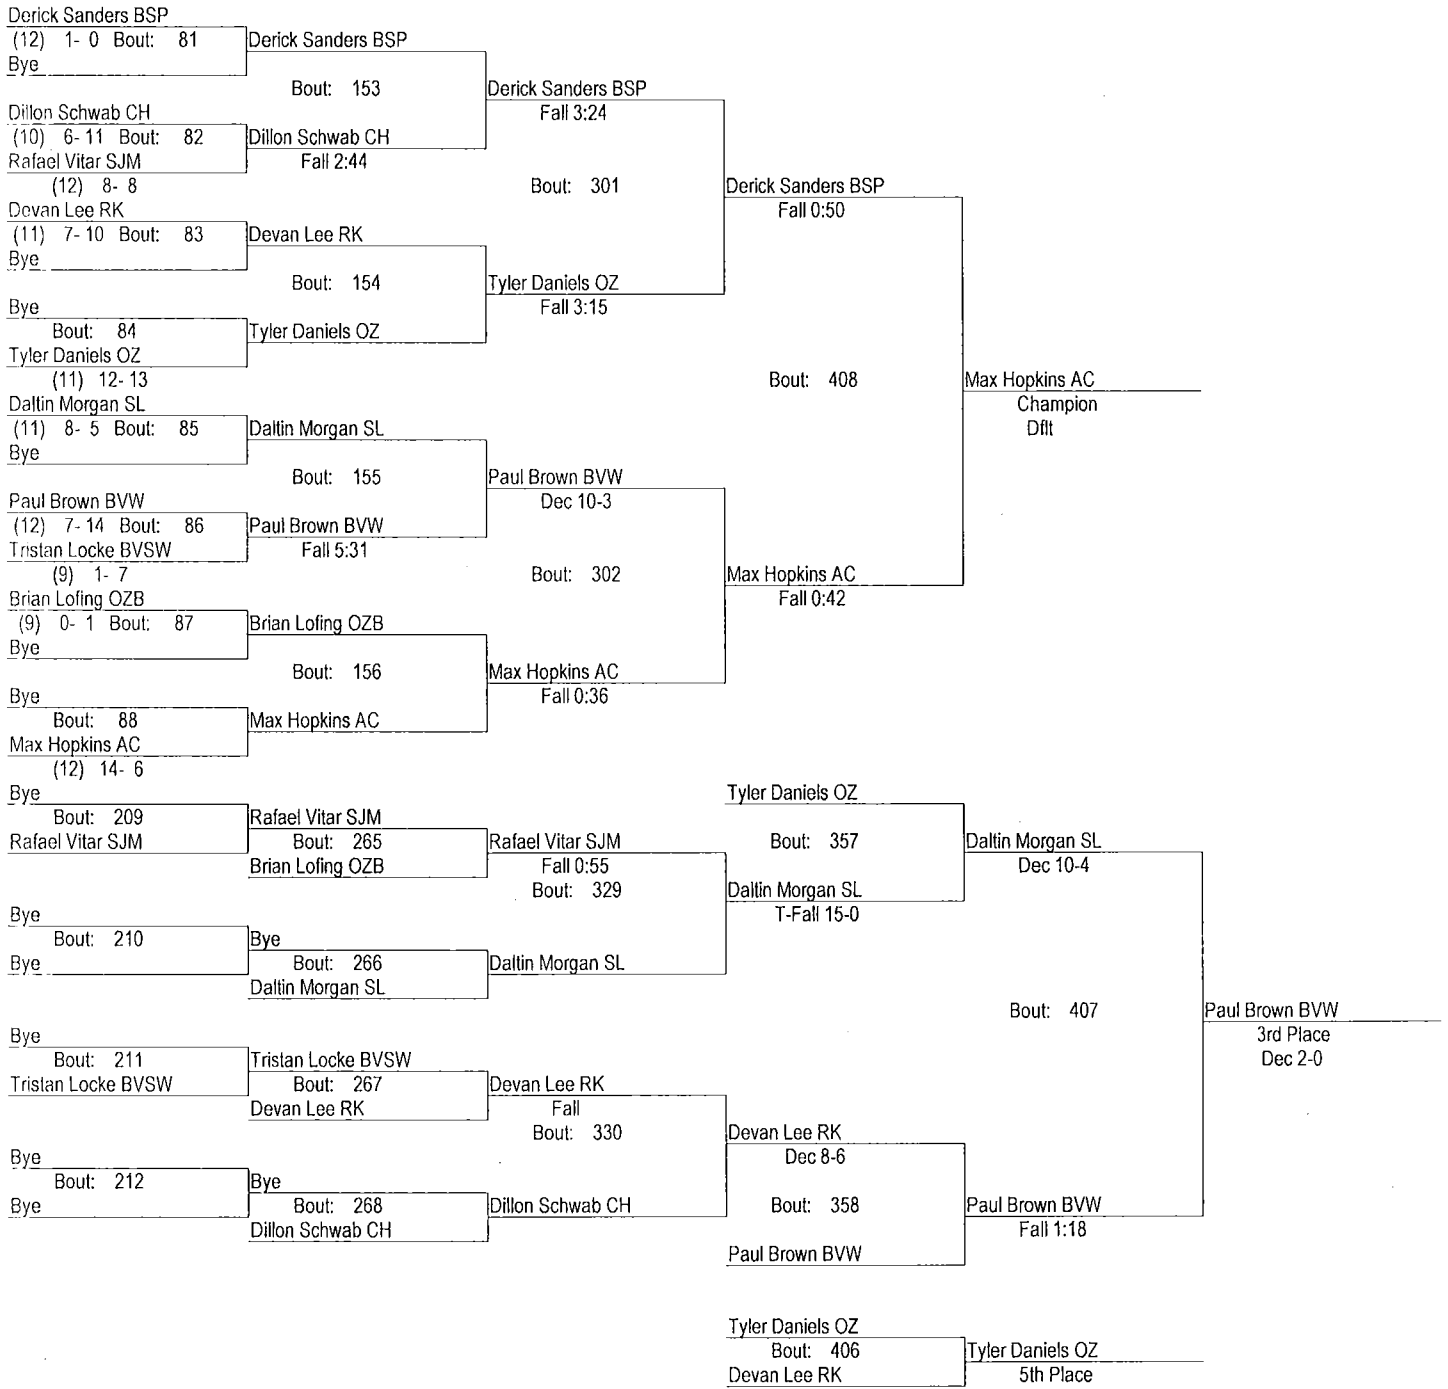 Derick Sanders BSP
(12) 1- 0 Bout: 81
Bye
Derick Sanders BSP
Bout: 153
Dillon Schwab CH
(10) 6- 11 Bout: 82
Rafael Vitar SJM
(12) 8- 8
Dillon Schwab CH
Fall 2:44
Derick Sanders BSP
Fall 3:24
Bout: 301
Devan Lee RK
(11) 7- 10 Bout: 83
Bye
Devan Lee RK
Bout: 154
Bye
Bout: 84
Tyler Daniels OZ
(11) 12- 13
Tyler Daniels OZ
Tyler Daniels OZ
Fall 3:15
Derick Sanders BSP
Fall 0:50
Bout: 408
Max Hopkins AC
Champion
Dflt
Daltin Morgan SL
(11) 8- 5 Bout: 85
Bye
Daltin Morgan SL
Bout: 155
Paul Brown BVW
(12) 7- 14 Bout: 86
Tristan Locke BVSW
(9) 1- 7
Paul Brown BVW
Fall 5:31
Paul Brown BVW
Dec 10-3
Bout: 302
Brian Lofing OZB
(9) 0- 1 Bout: 87
Bye
Brian Lofing OZB
Bout: 156
Bye
Bout: 88
Max Hopkins AC
(12) 14- 6
Max Hopkins AC
Max Hopkins AC
Fall 0:36
Max Hopkins AC
Fall 0:42
Bye
Bout: 209
Rafael Vitar SJM
Rafael Vitar SJM
Bout: 265
Brian Lofing OZB
Rafael Vitar SJM
Fall 0:55
Bout: 329
Bye
Bout: 210
Bye
Bye
Bout: 266
Daltin Morgan SL
Daltin Morgan SL
Tyler Daniels OZ
Bout: 357
Daltin Morgan SL
T-Fall 15-0
Daltin Morgan SL
Dec 10-4
Bout: 407
Paul Brown BVW
3rd Place
Dec 2-0
Bye
Bout: 211
Tristan Locke BVSW
Tristan Locke BVSW
Bout: 267
Devan Lee RK
Devan Lee RK
Fall
Bout: 330
Bye
Bout: 212
Bye
Bye
Bout: 268
Dillon Schwab CH
Dillon Schwab CH
Devan Lee RK
Dec 8-6
Bout: 358
Paul Brown BVW
Paul Brown BVW
Fall 1:18
Tyler Daniels OZ
Bout: 406
Devan Lee RK
Tyler Daniels OZ
5th Place